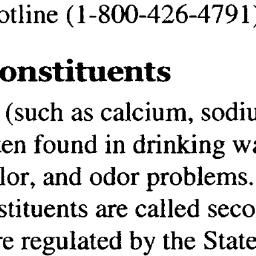 otline (1-800-426-4791)
onstituents
(such as calcium, sodiu
en found in drinking wa
lor, and odor problems.
stituents are called seco
re regulated by the State